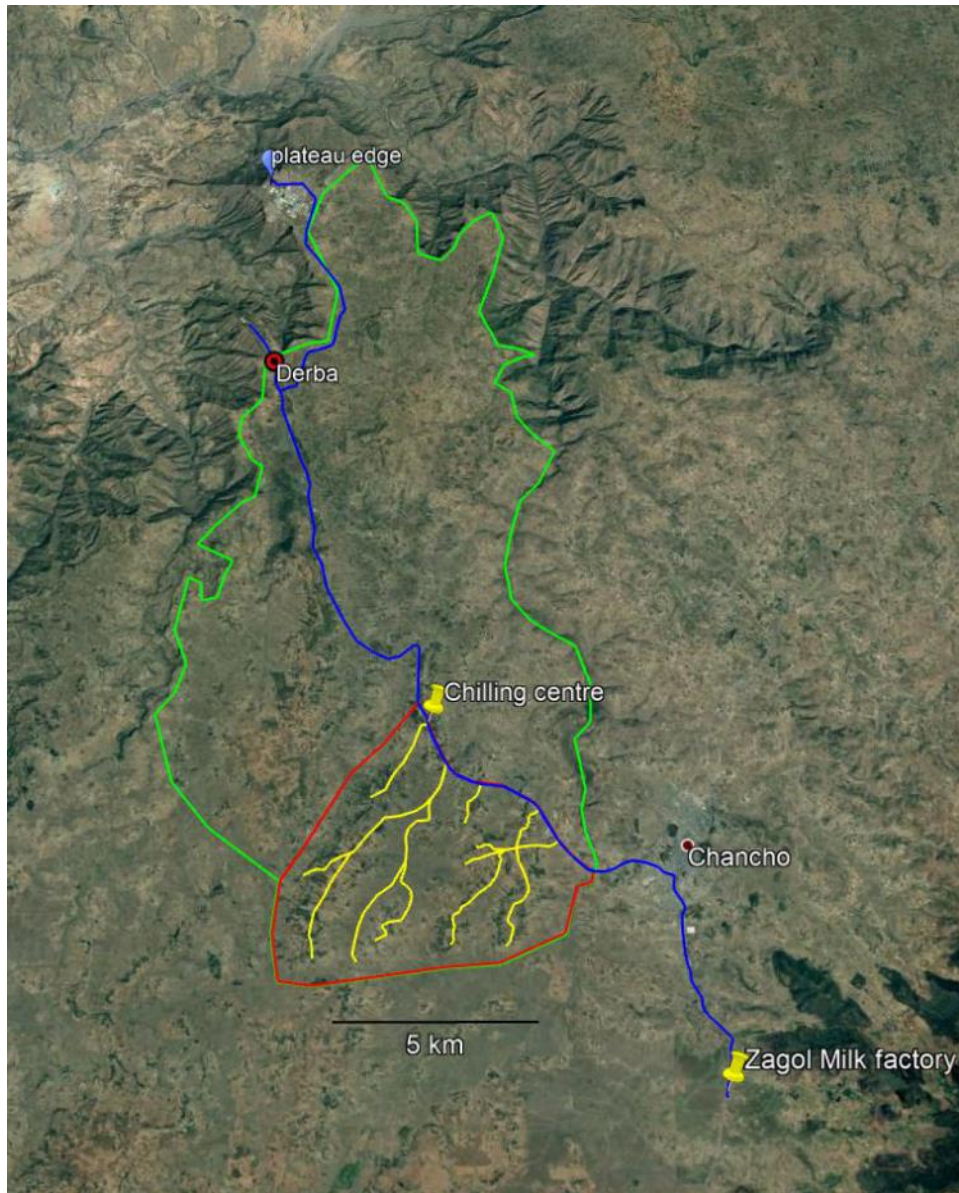 plateau edge
Derba
Chilling centre
Chancho
5 km
Zagol Milk factory